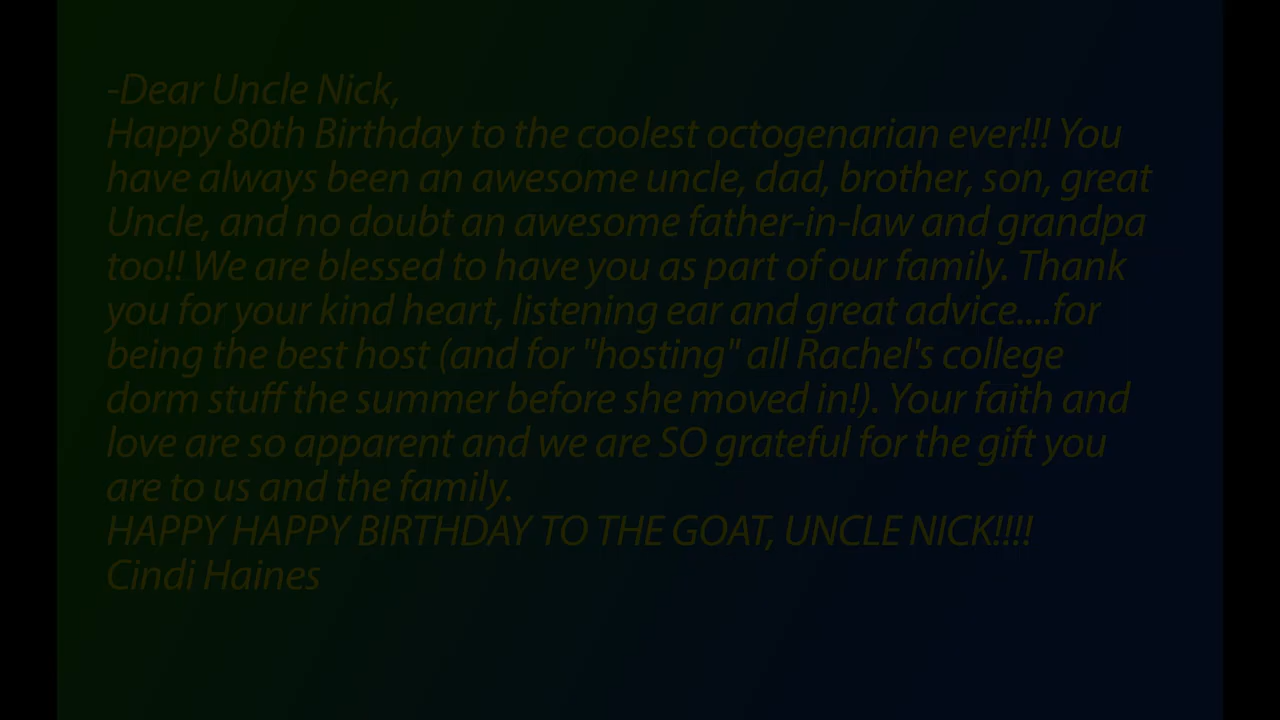 -Dear Uncle Nick,
Happy 80th Birthday to the coolest octogenarian ever!!! You
have always been an awesome uncle, dad, brother, son, great
Uncle, and no doubt an awesome father-in-law and grandpa
too!! We are blessed to have you as part of our family. Thank
you for your kind heart, listening ear and great advice....for
being the best host (and for "hosting" all Rachel's college
dorm stuff the summer before she moved in!). Your faith and
love are so apparent and we are SO grateful for the gift you
are to us and the family.
HAPPY HAPPY BIRTHDAY TO THE GOAT, UNCLE NICK!!!!
Cindi Haines